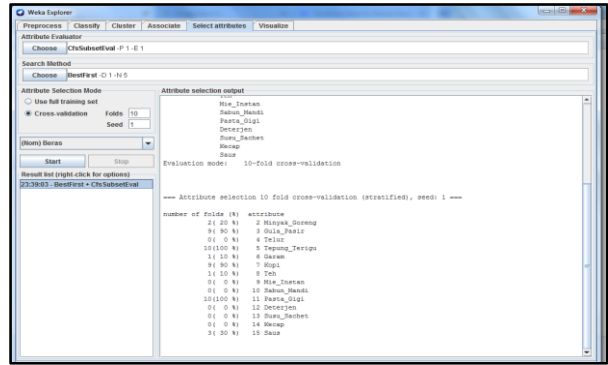 Weka Explorer
Preprocess Classify Cluster Associate Select attributes Visualize
Attribute Evaluator
Choose CfsSubsetEval -P 1 -E 1
Search Method
Choose BestFirst -D 1 -N 5
Attribute Selection Mode
Use full training set
Cross-validation Folds 10
Seed 1
(Nom) Beras
Start Stop
Result list (right-click for options)
23:39:03 - BestFirst + CfsSubsetEval
Attribute selection output
Teh
Mie_Instan
Sabun_Mandi
Pasta_Gigi
Deterjen
Susu_Sachet
Kecap
Saus
Evaluation mode: 10-fold cross-validation
=== Attribute selection 10 fold cross-validation (stratified), seed: 1 ===
number of folds (%) attribute
2( 20 %) 2 Minyak_Goreng
9( 90 %) 3 Gula_Pasir
0( 0 %) 4 Telur
10(100 %) 5 Tepung_Terigu
1( 10 %) 6 Garam
9( 90 %) 7 Kopi
1( 10 %) 8 Teh
0( 0 %) 9 Mie_Instan
0( 0 %) 10 Sabun_Mandi
10(100 %) 11 Pasta_Gigi
0( 0 %) 12 Deterjen
0( 0 %) 13 Susu_Sachet
0( 0 %) 14 Kecap
3( 30 %) 15 Saus